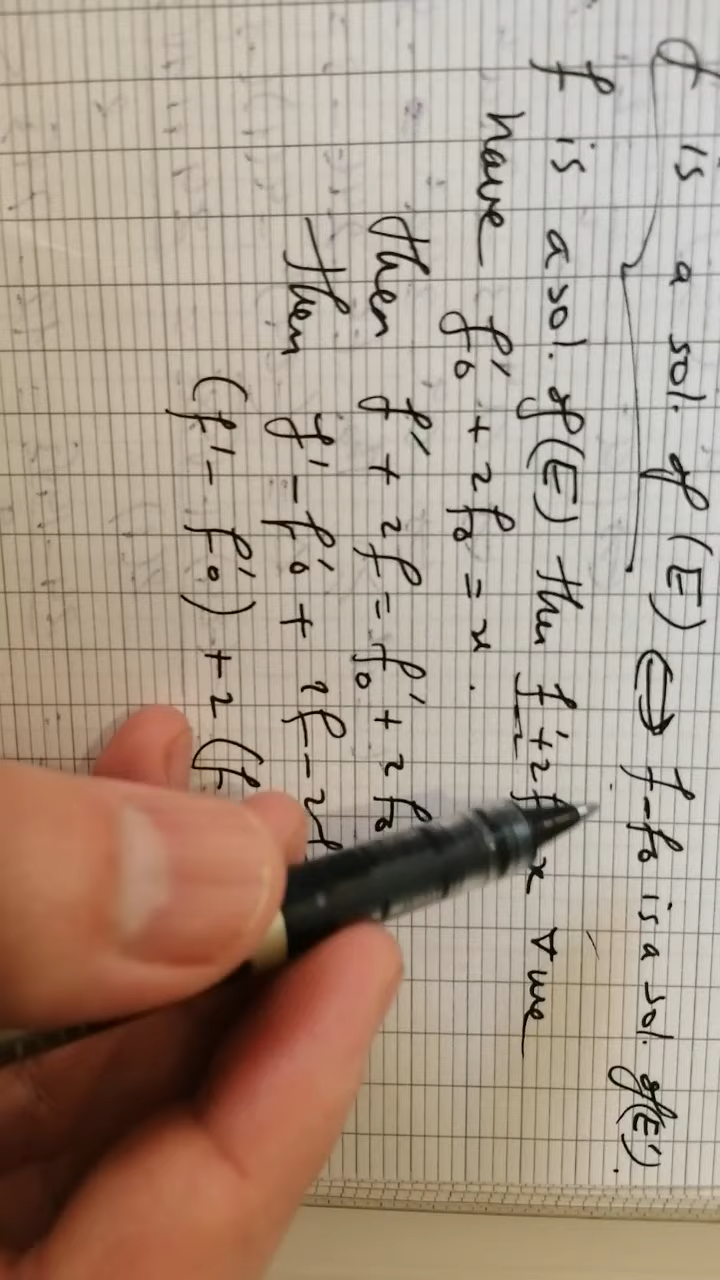 f is a sol. of (E) ⇔ f-f₀ is a sol. of (E').
f is a sol. of (E) then f' + 2f x ∀ we
have f₀' + 2f₀ = x.
then f' + 2f = f₀' + 2f₀
then f' - f₀' + 2f - 2f
(f' - f₀') + 2(f